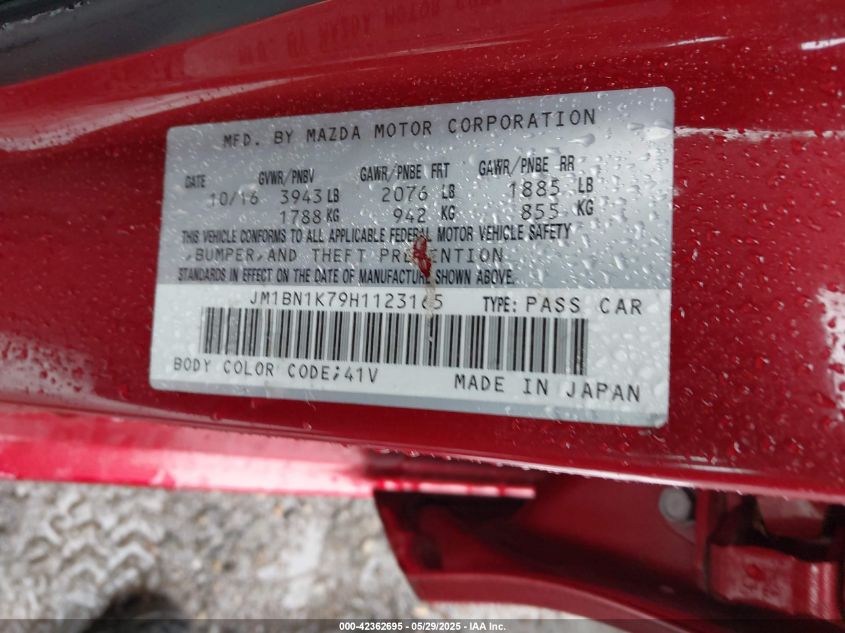 MFD. BY MAZDA MOTOR CORPORATION
DATE GVWR/PNBV GAWR/PNBE FRT GAWR/PNBE RR
10/16 3943 LB 2076 LB 1885 LB
1788 KG 942 KG 855 KG
THIS VEHICLE CONFORMS TO ALL APPLICABLE FEDERAL MOTOR VEHICLE SAFETY
,BUMPER,AND THEFT PREVENTION
STANDARDS IN EFFECT ON THE DATE OF MANUFACTURE SHOWN ABOVE.
TYPE: PASS CAR
BODY COLOR CODE;41V MADE IN JAPAN
000-42362695 - 05/29/2025 - IAA Inc.